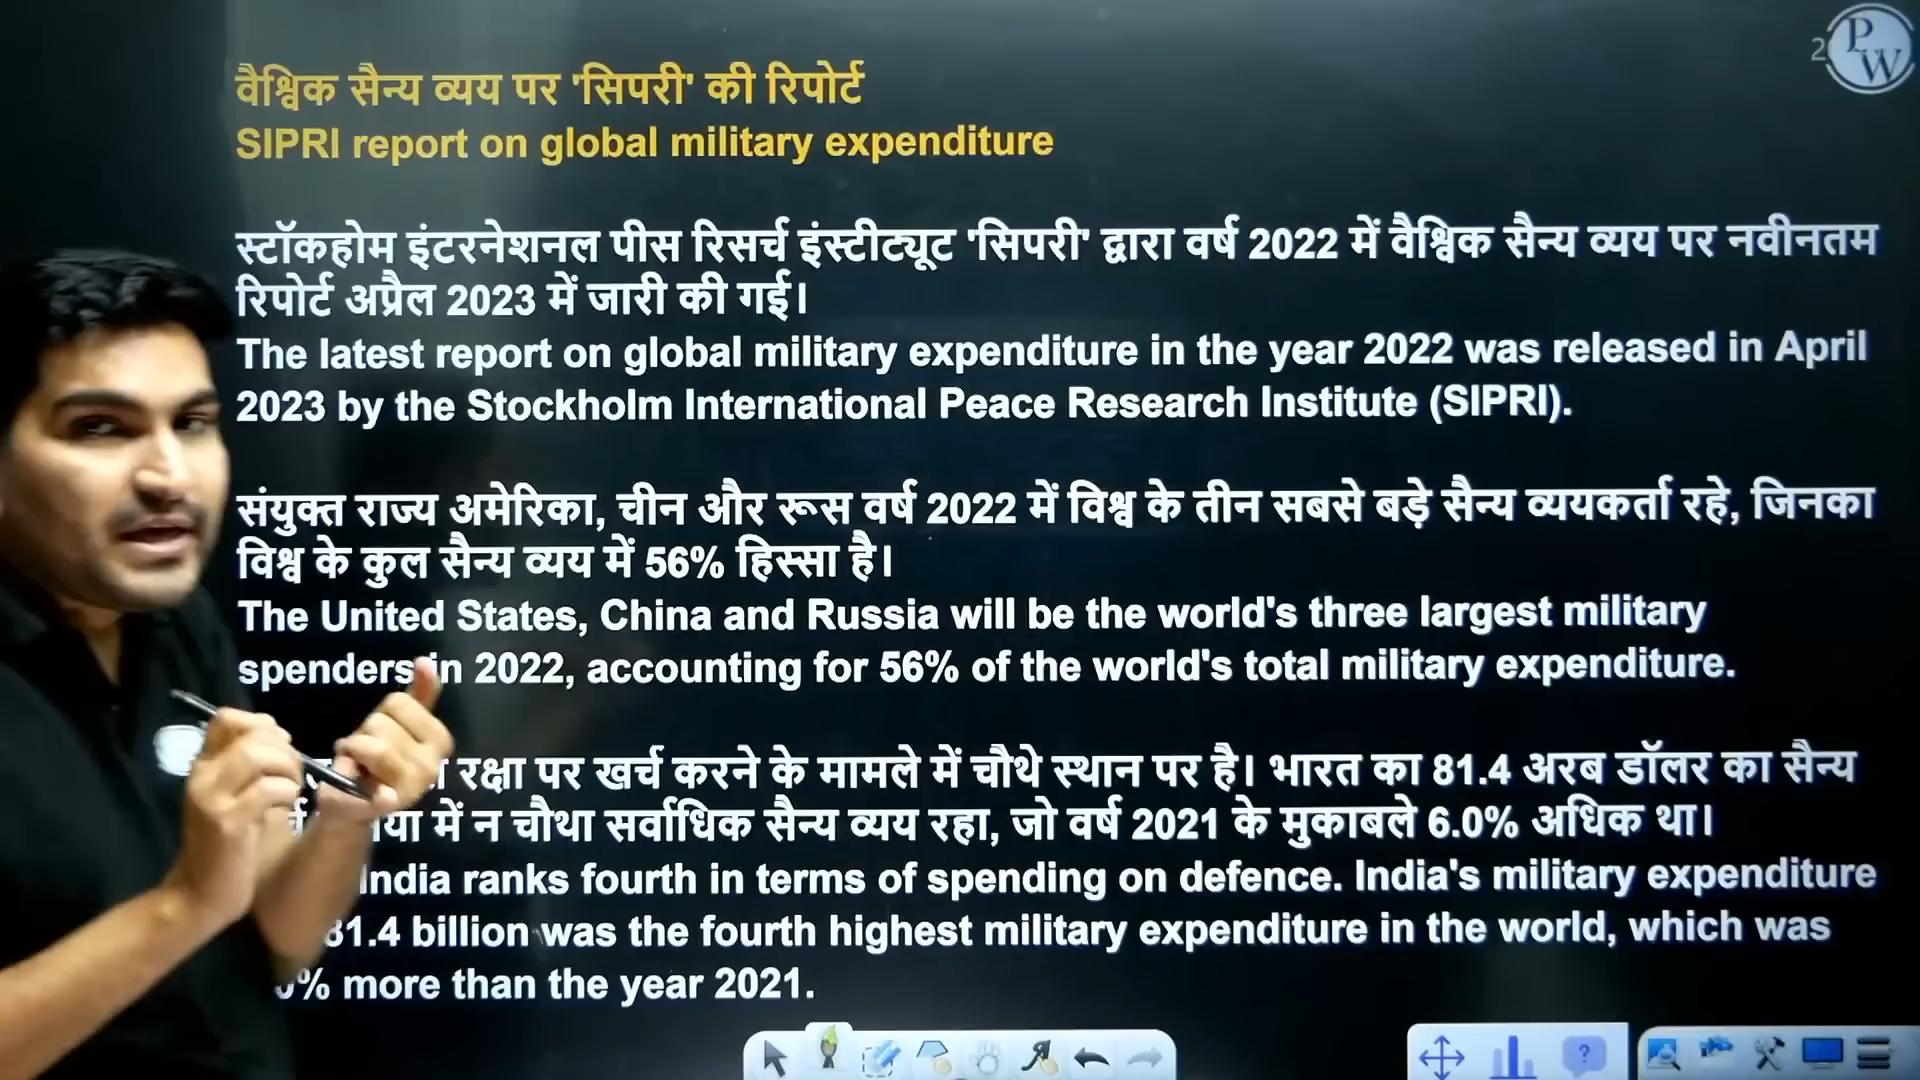 2
PW
वैश्विक सैन्य व्यय पर 'सिपरी' की रिपोर्ट
SIPRI report on global military expenditure
स्टॉकहोम इंटरनेशनल पीस रिसर्च इंस्टीट्यूट 'सिपरी' द्वारा वर्ष 2022 में वैश्विक सैन्य व्यय पर नवीनतम
रिपोर्ट अप्रैल 2023 में जारी की गई।
The latest report on global military expenditure in the year 2022 was released in April
2023 by the Stockholm International Peace Research Institute (SIPRI).
संयुक्त राज्य अमेरिका, चीन और रूस वर्ष 2022 में विश्व के तीन सबसे बड़े सैन्य व्ययकर्ता रहे, जिनका
विश्व के कुल सैन्य व्यय में 56% हिस्सा है।
The United States, China and Russia will be the world's three largest military
spenders in 2022, accounting for 56% of the world's total military expenditure.
रक्षा पर खर्च करने के मामले में चौथे स्थान पर है। भारत का 81.4 अरब डॉलर का सैन्य
में न चौथा सर्वाधिक सैन्य व्यय रहा, जो वर्ष 2021 के मुकाबले 6.0% अधिक था।
India ranks fourth in terms of spending on defence. India's military expenditure
81.4 billion was the fourth highest military expenditure in the world, which was
% more than the year 2021.